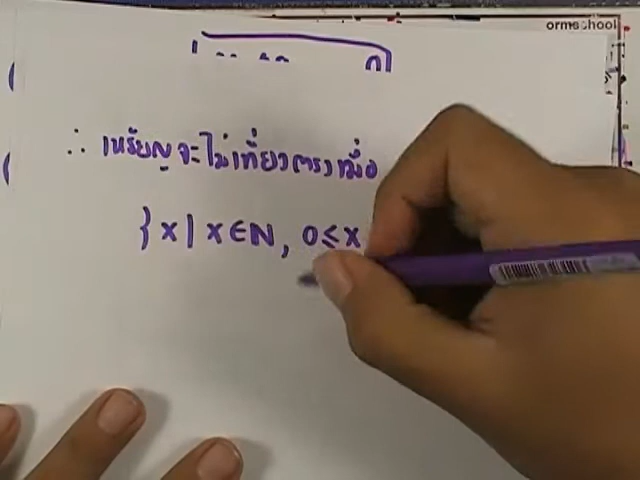 ormschool
∴ เหรียญจะไม่เที่ยงตรงเมื่อ
} x | x ∈ N, 0 ≤ x